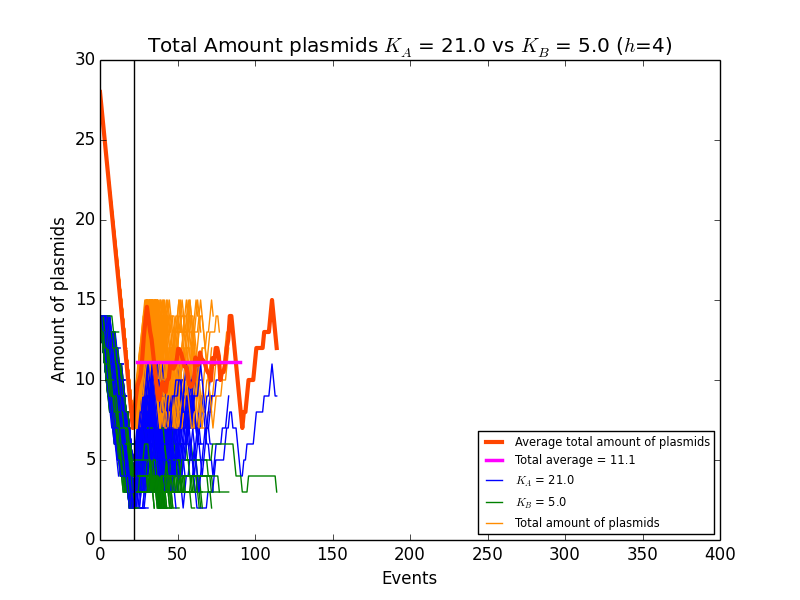 Total Amount plasmids K_A = 21.0 vs K_B = 5.0 (h=4)
30
25
20
15
10
5
0
Amount of plasmids
0 50 100 150 200 250 300 350 400
Events
Average total amount of plasmids
Total average = 11.1
K_A = 21.0
K_B = 5.0
Total amount of plasmids